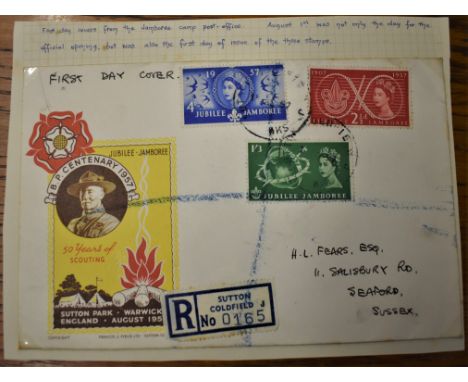 First day covers from the Jamboree camp post-office. August 1st was not only the day for the
official opening, but was also the first day of issue of the three stamps.
FIRST DAY COVER.
1957
4d
JUBILEE JAMBOREE
1907 1957
2½d
JAMBOREE
1'3
JUBILEE JAMBOREE
JUBILEE - JAMBOREE
B.P. CENTENARY 1957
50 Years of
SCOUTING
SUTTON PARK · WARWICK
ENGLAND · AUGUST 195
COPYRIGHT
H. L. FEARS, ESQ.
11. SALISBURY RD,
SEAFORD,
SUSSEX.
R
SUTTON
COLDFIELD J
No 0165